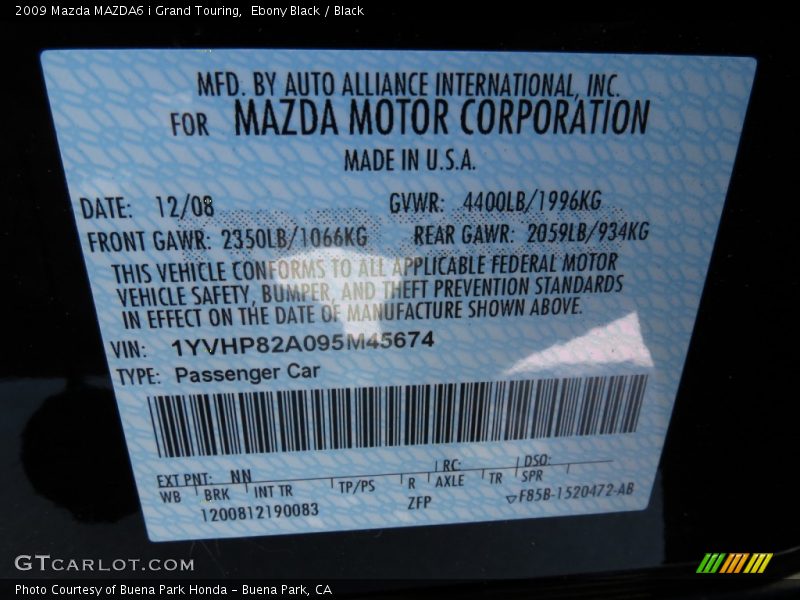 2009 Mazda MAZDA6 i Grand Touring,  Ebony Black / Black
MFD. BY AUTO ALLIANCE INTERNATIONAL, INC.
FOR MAZDA MOTOR CORPORATION
MADE IN U.S.A.
DATE: 12/08 GVWR: 4400LB/1996KG
FRONT GAWR: 2350LB/1066KG REAR GAWR: 2059LB/934KG
THIS VEHICLE CONFORMS TO ALL APPLICABLE FEDERAL MOTOR
VEHICLE SAFETY, BUMPER, AND THEFT PREVENTION STANDARDS
IN EFFECT ON THE DATE OF MANUFACTURE SHOWN ABOVE.
VIN: 1YVHP82A095M45674
TYPE: Passenger Car
EXT PNT: NN RC: DSO:
WB BRK INT TR TP/PS R AXLE TR SPR
1200812190083 ZFP ▽F85B-1520472-AB
GTCARLOT.COM
Photo Courtesy of Buena Park Honda - Buena Park, CA